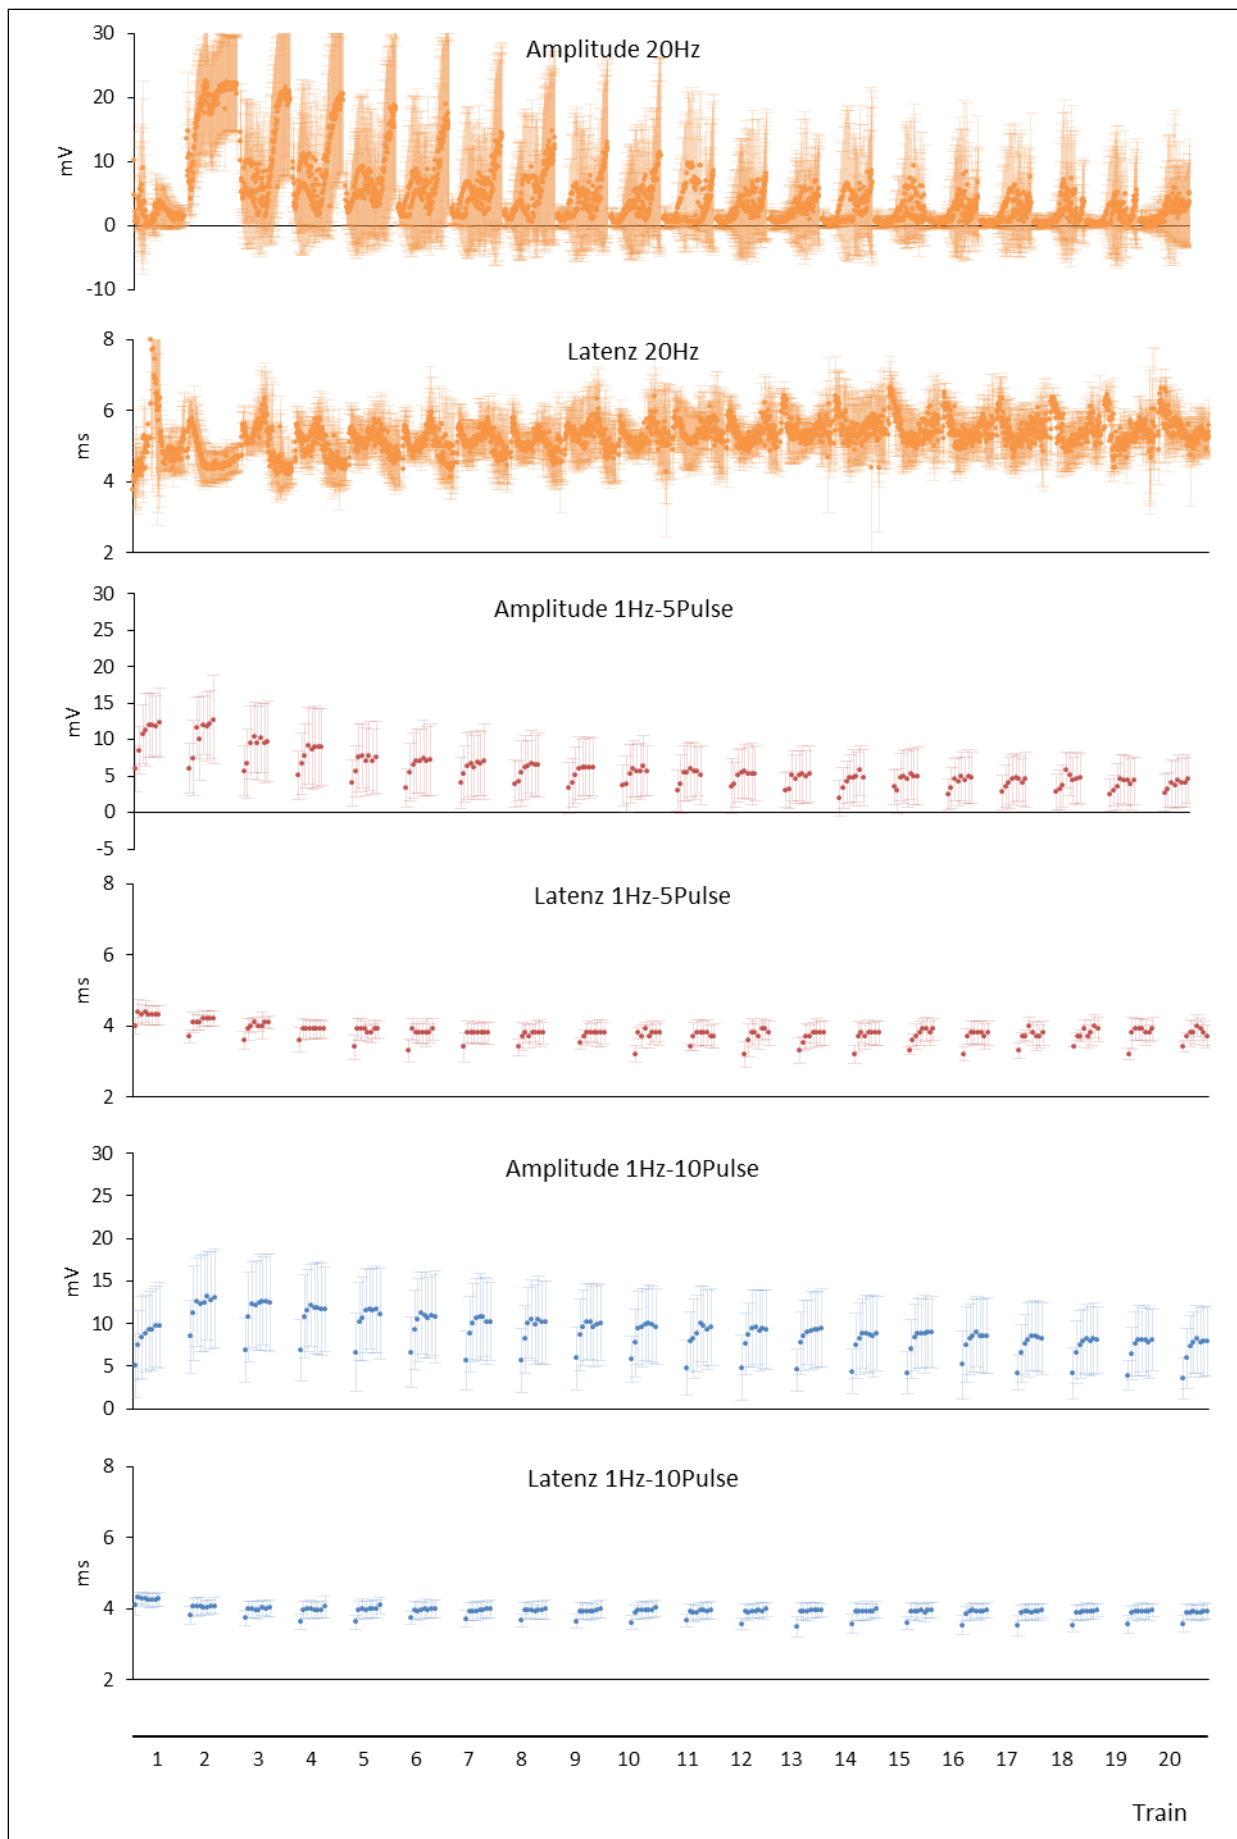 Amplitude 20Hz
30
20
10
0
-10
mV
Latenz 20Hz
8
6
4
2
ms
Amplitude 1Hz-5Pulse
30
25
20
15
10
5
0
-5
mV
Latenz 1Hz-5Pulse
8
6
4
2
ms
Amplitude 1Hz-10Pulse
30
25
20
15
10
5
0
mV
Latenz 1Hz-10Pulse
8
6
4
2
ms
1 2 3 4 5 6 7 8 9 10 11 12 13 14 15 16 17 18 19 20
Train